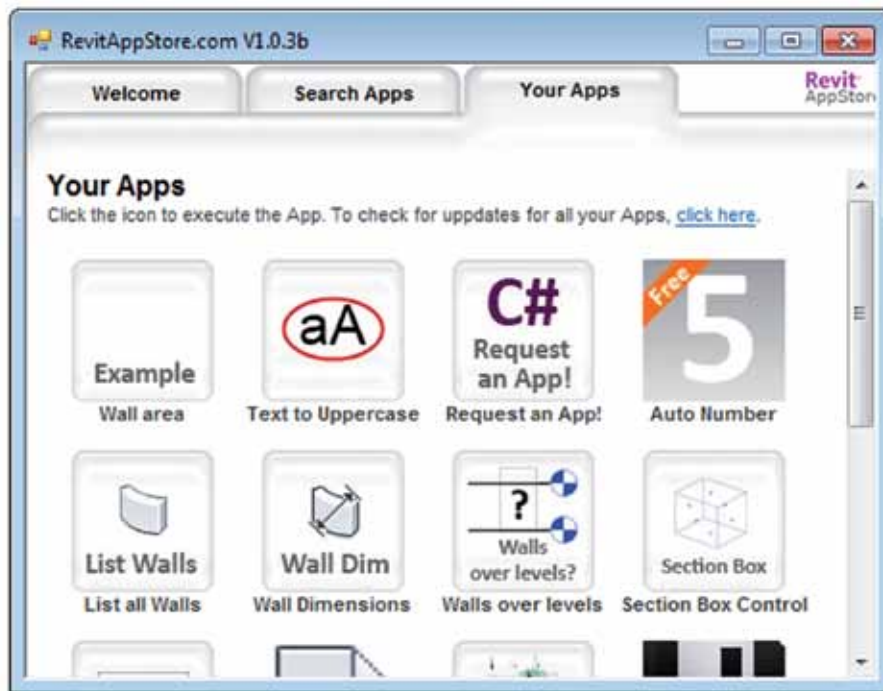 RevitAppStore.com V1.0.3b
Welcome
Search Apps
Your Apps
Revit
AppStor
Your Apps
Click the icon to execute the App. To check for uppdates for all your Apps, click here.
Example
Wall area
aA
Text to Uppercase
C#
Request
an App!
Request an App!
Free
5
Auto Number
List Walls
List all Walls
Wall Dim
Wall Dimensions
?
Walls
over levels?
Walls over levels
Section Box
Section Box Control